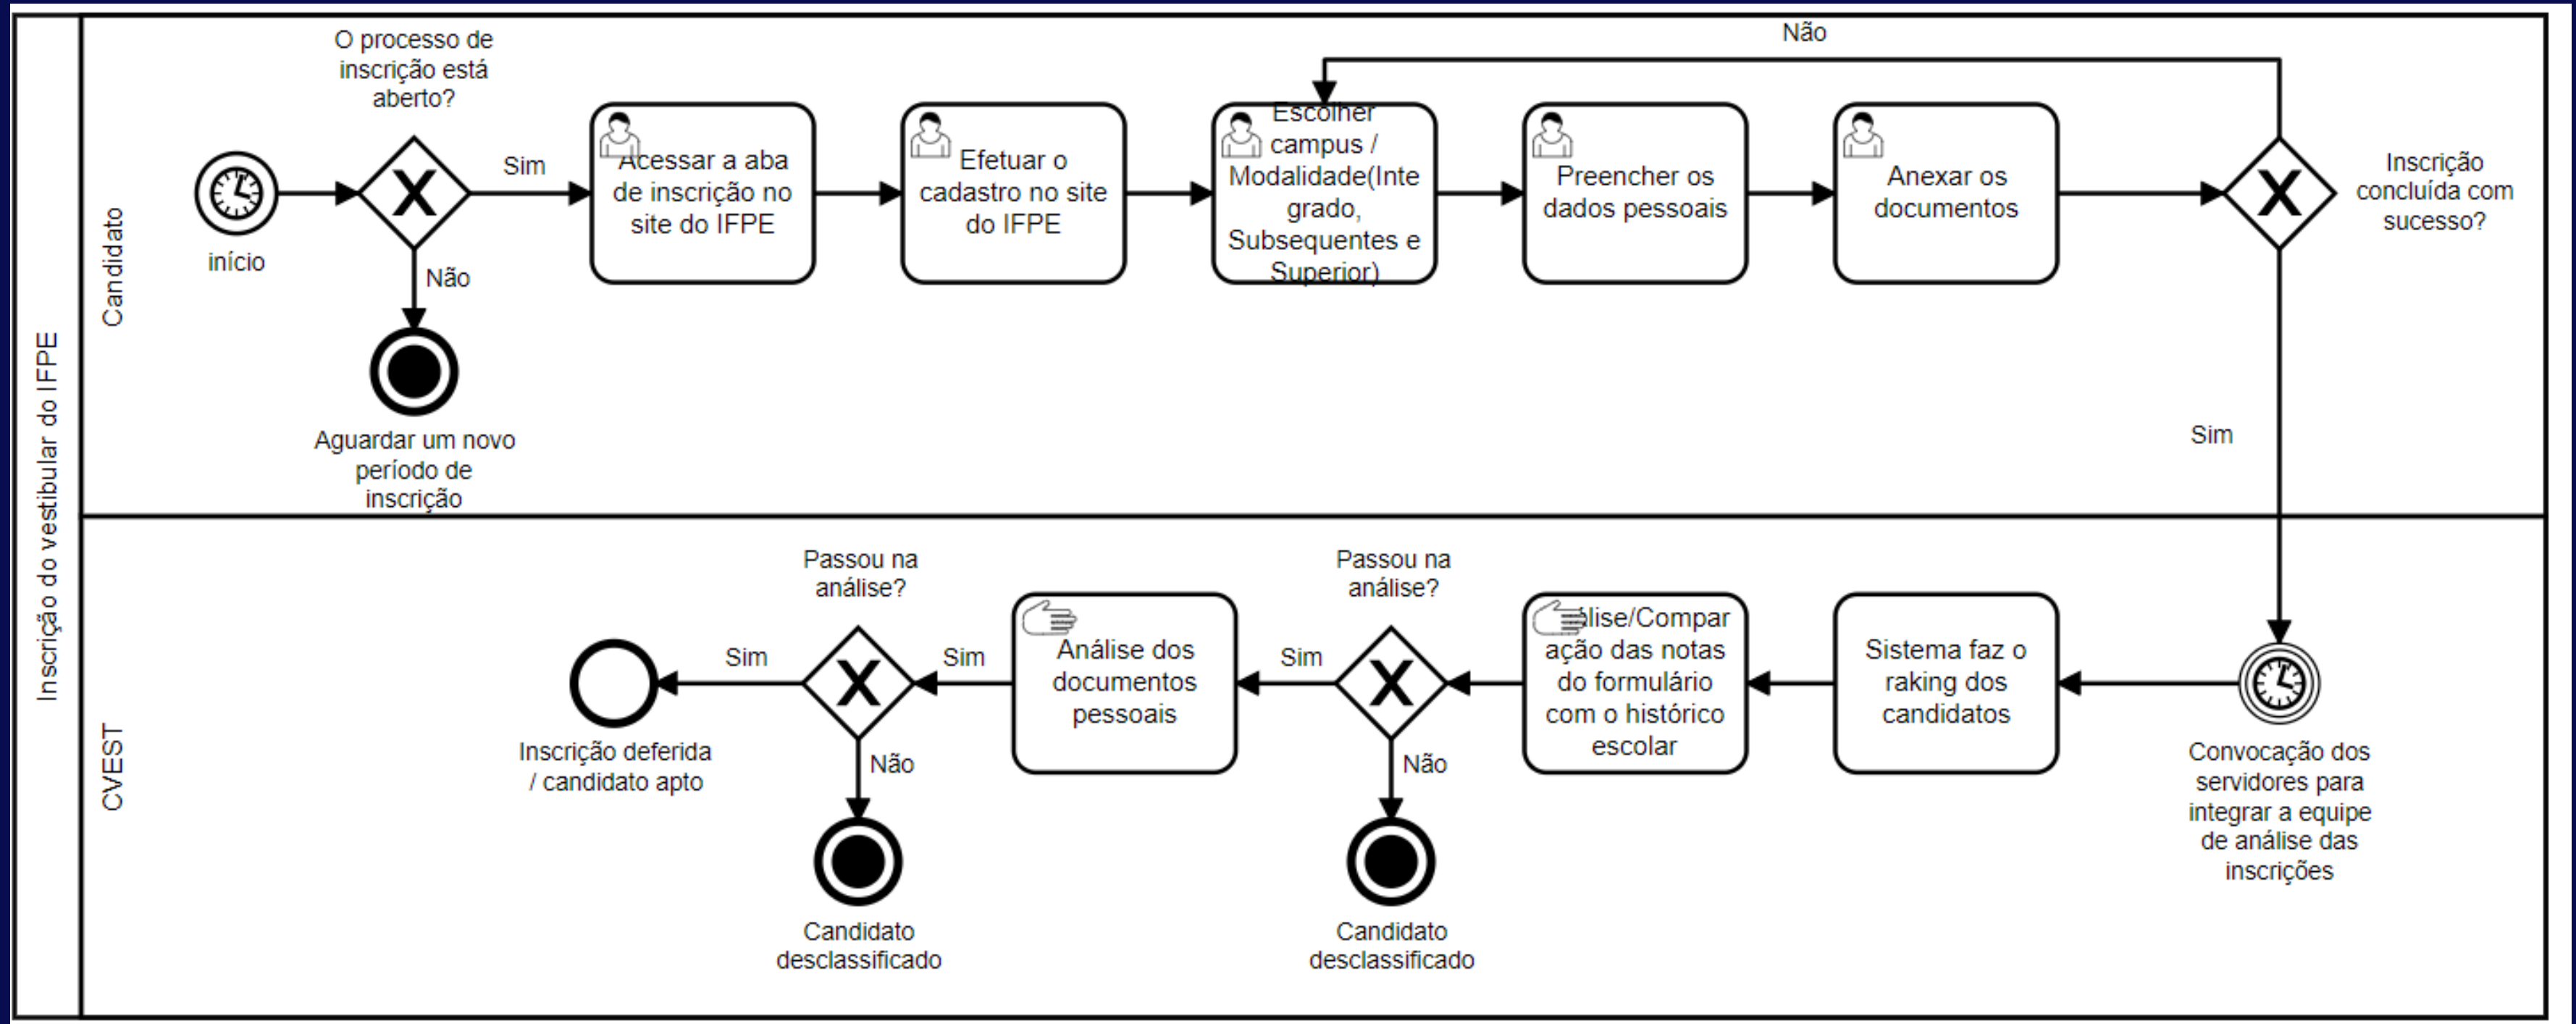 Inscrição do vestibular do IFPE
Candidato
O processo de
inscrição está
aberto?
início
Sim
Não
Aguardar um novo
período de
inscrição
Acessar a aba
de inscrição no
site do IFPE
Efetuar o
cadastro no site
do IFPE
Escolher
campus /
Modalidade(Inte
grado,
Subsequentes e
Superior)
Preencher os
dados pessoais
Anexar os
documentos
Não
Inscrição
concluída com
sucesso?
Sim
CVEST
Convocação dos
servidores para
integrar a equipe
de análise das
inscrições
Sistema faz o
raking dos
candidatos
álise/Compar
ação das notas
do formulário
com o histórico
escolar
Passou na
análise?
Sim
Não
Candidato
desclassificado
Análise dos
documentos
pessoais
Sim
Passou na
análise?
Sim
Não
Candidato
desclassificado
Inscrição deferida
/ candidato apto